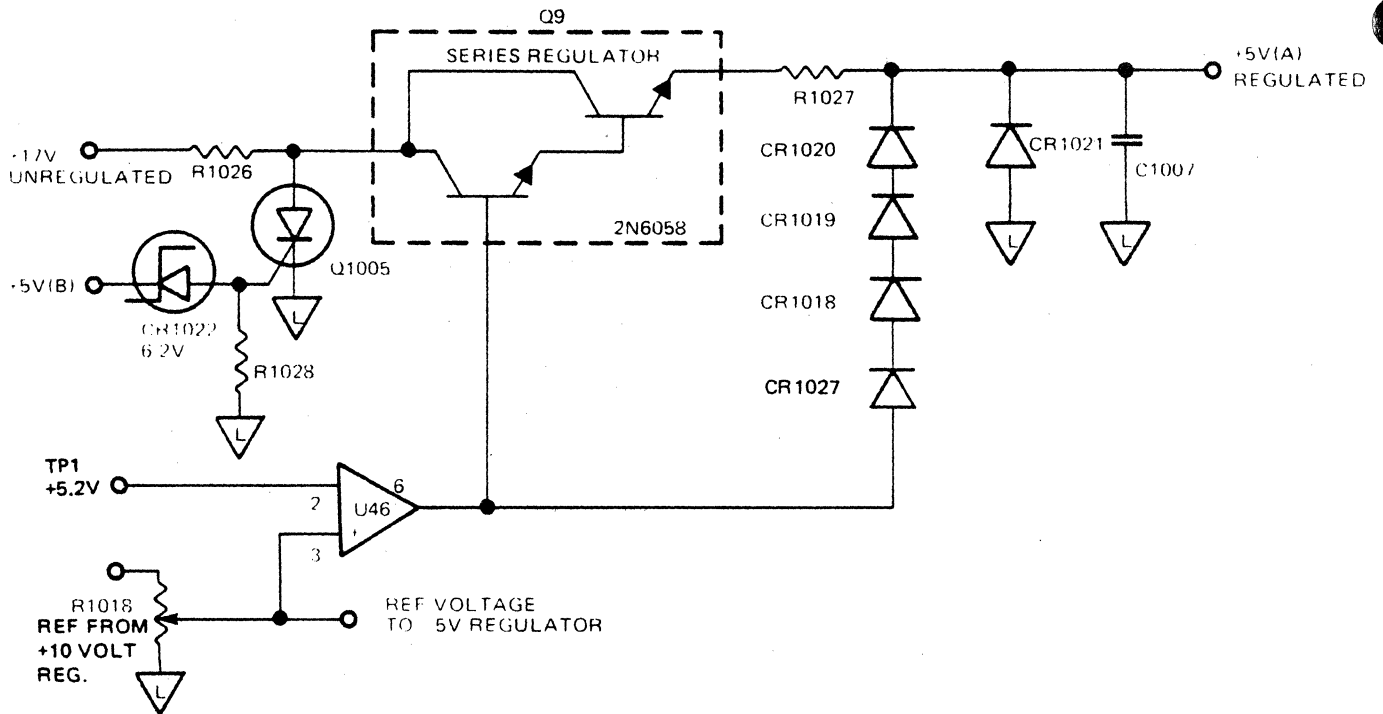 Q9
SERIES REGULATOR
+5V(A)
REGULATED
R1027
+17V
UNREGULATED
R1026
CR1020
CR1021
C1007
L
L
CR1019
2N6058
Q1005
+5V(B)
L
CR1018
CR1022
6.2V
R1028
CR1027
L
TP1
+5.2V
2
6
U46
+
3
R1018
REF FROM
+10 VOLT
REG.
REF VOLTAGE
TO 5V REGULATOR
L